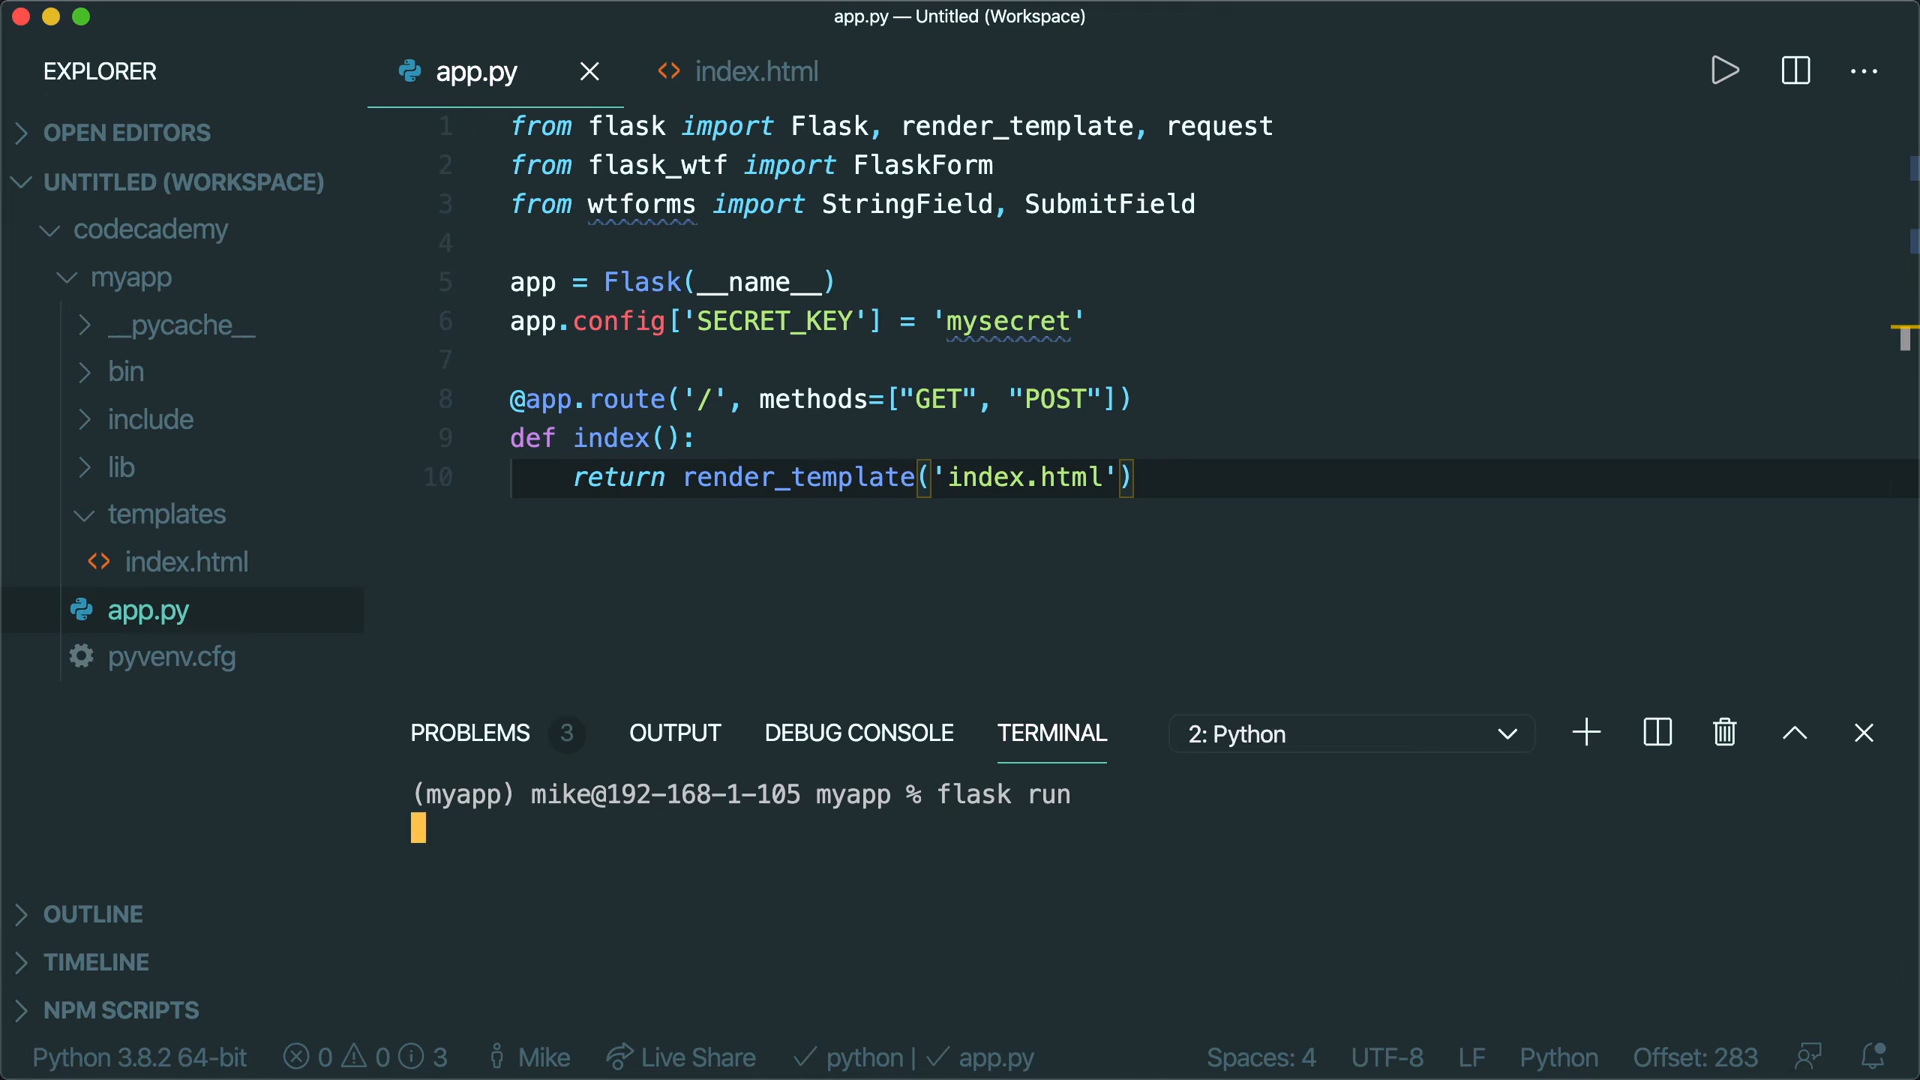 app.py — Untitled (Workspace)
EXPLORER
OPEN EDITORS
UNTITLED (WORKSPACE)
codecademy
myapp
__pycache__
bin
include
lib
templates
index.html
app.py
pyvenv.cfg
OUTLINE
TIMELINE
NPM SCRIPTS
app.py
index.html
1 from flask import Flask, render_template, request
2 from flask_wtf import FlaskForm
3 from wtforms import StringField, SubmitField
4
5 app = Flask(__name__)
6 app.config['SECRET_KEY'] = 'mysecret'
7
8 @app.route('/', methods=["GET", "POST"])
9 def index():
10     return render_template('index.html')
PROBLEMS 3 OUTPUT DEBUG CONSOLE TERMINAL 2: Python
(myapp) mike@192-168-1-105 myapp % flask run
Python 3.8.2 64-bit 0 0 3 Mike Live Share python | app.py Spaces: 4 UTF-8 LF Python Offset: 283